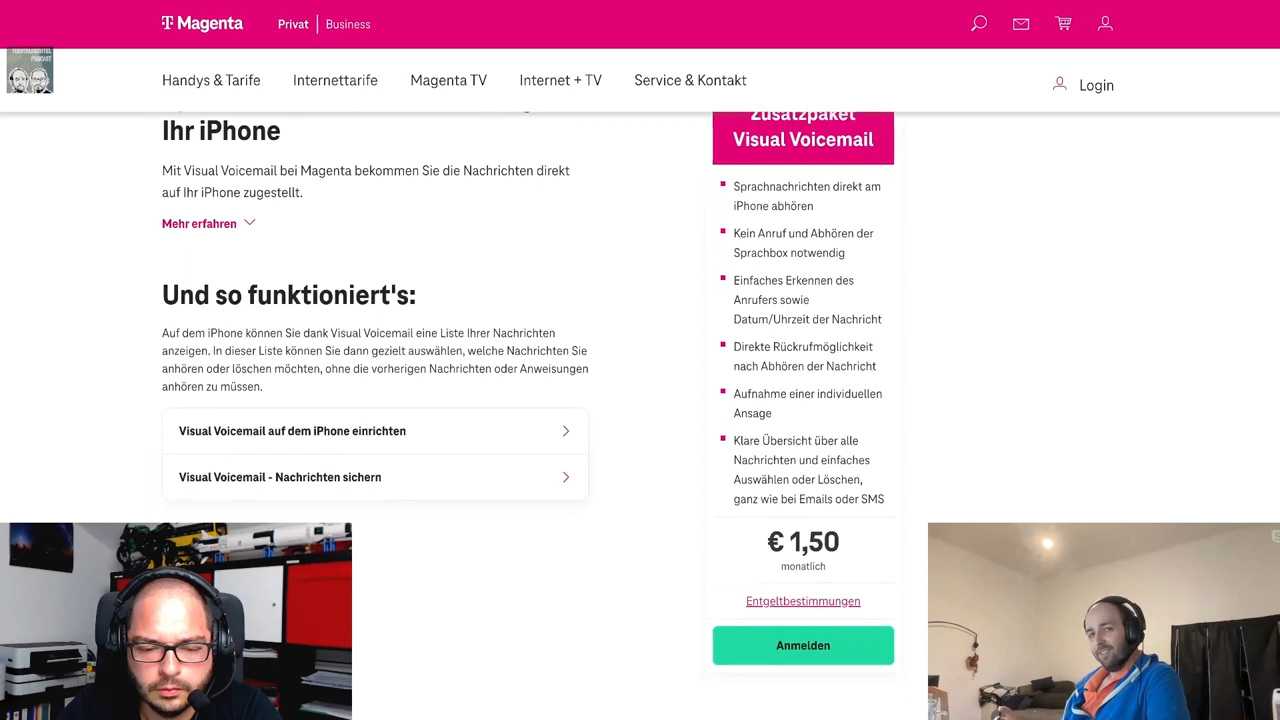 T Magenta
Privat
Business
PODCAST
Handys & Tarife
Internettarife
Magenta TV
Internet + TV
Service & Kontakt
Login
Ihr iPhone
Mit Visual Voicemail bei Magenta bekommen Sie die Nachrichten direkt
auf Ihr iPhone zugestellt.
Mehr erfahren
Und so funktioniert's:
Auf dem iPhone können Sie dank Visual Voicemail eine Liste Ihrer Nachrichten
anzeigen. In dieser Liste können Sie dann gezielt auswählen, welche Nachrichten Sie
anhören oder löschen möchten, ohne die vorherigen Nachrichten oder Anweisungen
anhören zu müssen.
Visual Voicemail auf dem iPhone einrichten
Visual Voicemail - Nachrichten sichern
Zusatzpaket
Visual Voicemail
Sprachnachrichten direkt am
iPhone abhören
Kein Anruf und Abhören der
Sprachbox notwendig
Einfaches Erkennen des
Anrufers sowie
Datum/Uhrzeit der Nachricht
Direkte Rückrufmöglichkeit
nach Abhören der Nachricht
Aufnahme einer individuellen
Ansage
Klare Übersicht über alle
Nachrichten und einfaches
Auswählen oder Löschen,
ganz wie bei Emails oder SMS
€ 1,50
monatlich
Entgeltbestimmungen
Anmelden